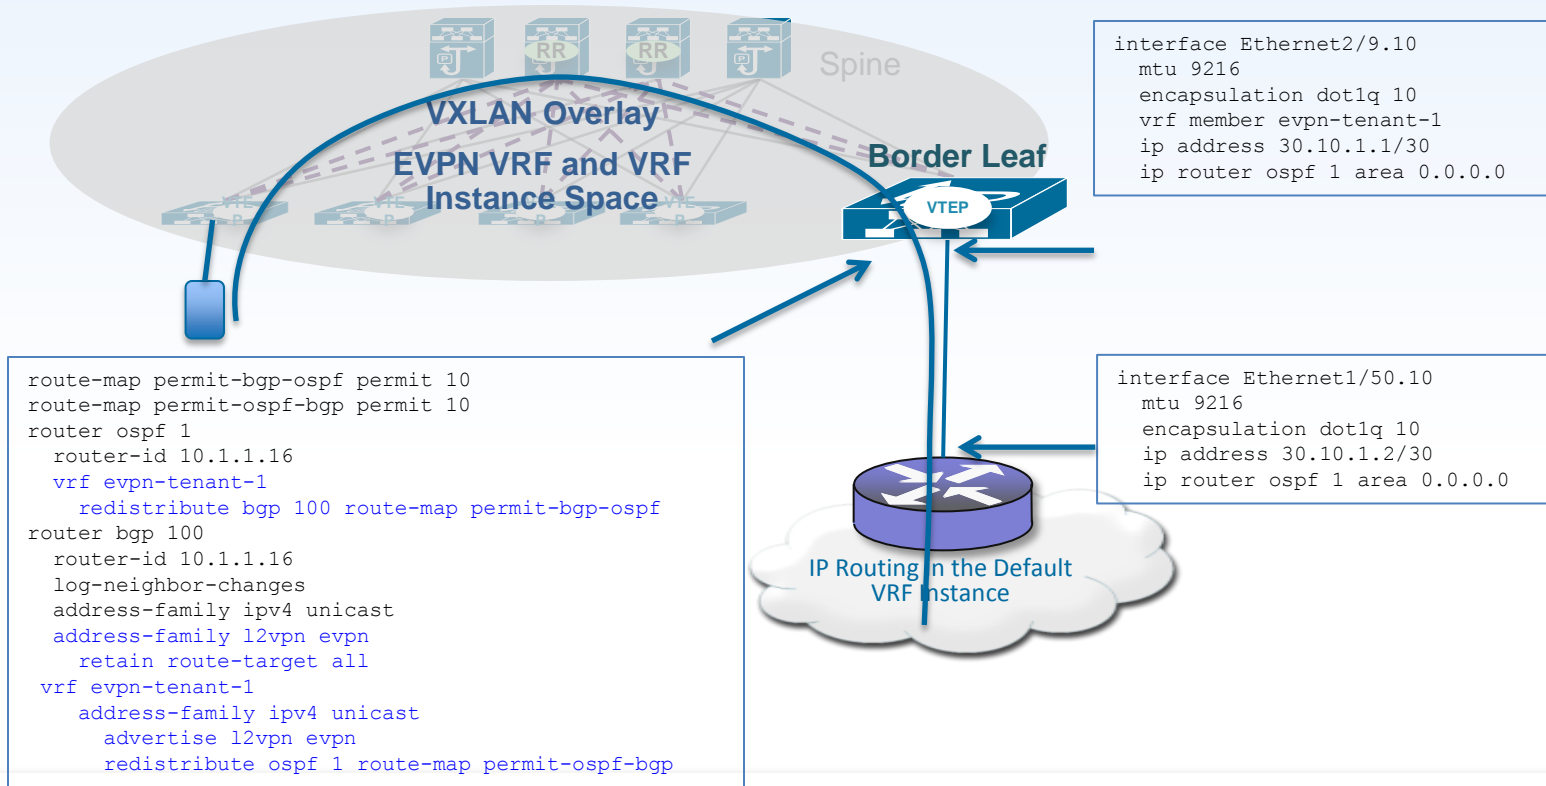 RR
RR
Spine
VXLAN Overlay
EVPN VRF and VRF
Instance Space
VTE
P
VTE
P
VTE
P
VTE
P
Border Leaf
VTEP
interface Ethernet2/9.10
mtu 9216
encapsulation dot1q 10
vrf member evpn-tenant-1
ip address 30.10.1.1/30
ip router ospf 1 area 0.0.0.0
route-map permit-bgp-ospf permit 10
route-map permit-ospf-bgp permit 10
router ospf 1
router-id 10.1.1.16
vrf evpn-tenant-1
redistribute bgp 100 route-map permit-bgp-ospf
router bgp 100
router-id 10.1.1.16
log-neighbor-changes
address-family ipv4 unicast
address-family l2vpn evpn
retain route-target all
vrf evpn-tenant-1
address-family ipv4 unicast
advertise l2vpn evpn
redistribute ospf 1 route-map permit-ospf-bgp
interface Ethernet1/50.10
mtu 9216
encapsulation dot1q 10
ip address 30.10.1.2/30
ip router ospf 1 area 0.0.0.0
IP Routing in the Default
VRF Instance